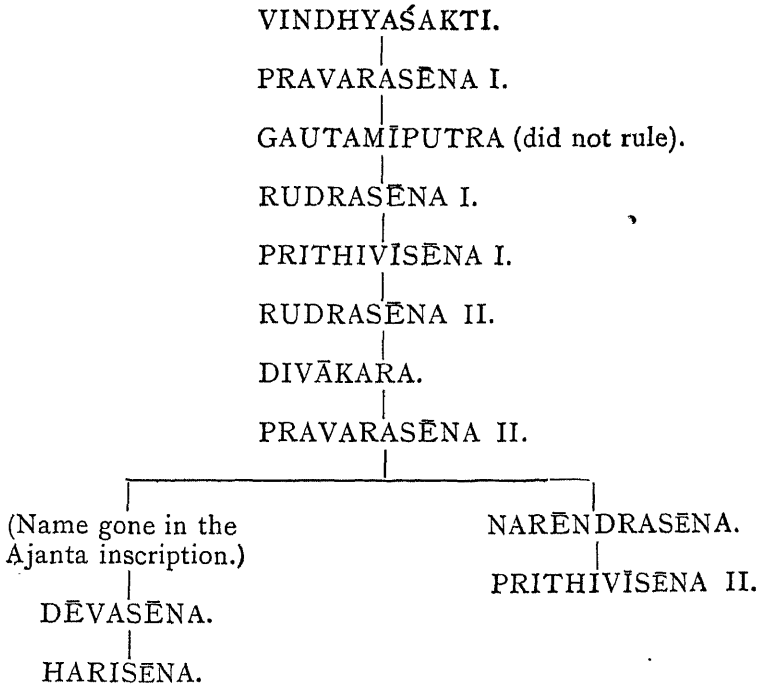 VINDHYAŚAKTI.
PRAVARASĒNA I.
GAUTAMĪPUTRA (did not rule).
RUDRASĒNA I.
PRITHIVĪSĒNA I.
RUDRASĒNA II.
DIVĀKARA.
PRAVARASĒNA II.
(Name gone in the
Ajanta inscription.)
DĒVASĒNA.
HARISĒNA.
NARĒNDRASĒNA.
PRITHIVĪSĒNA II.